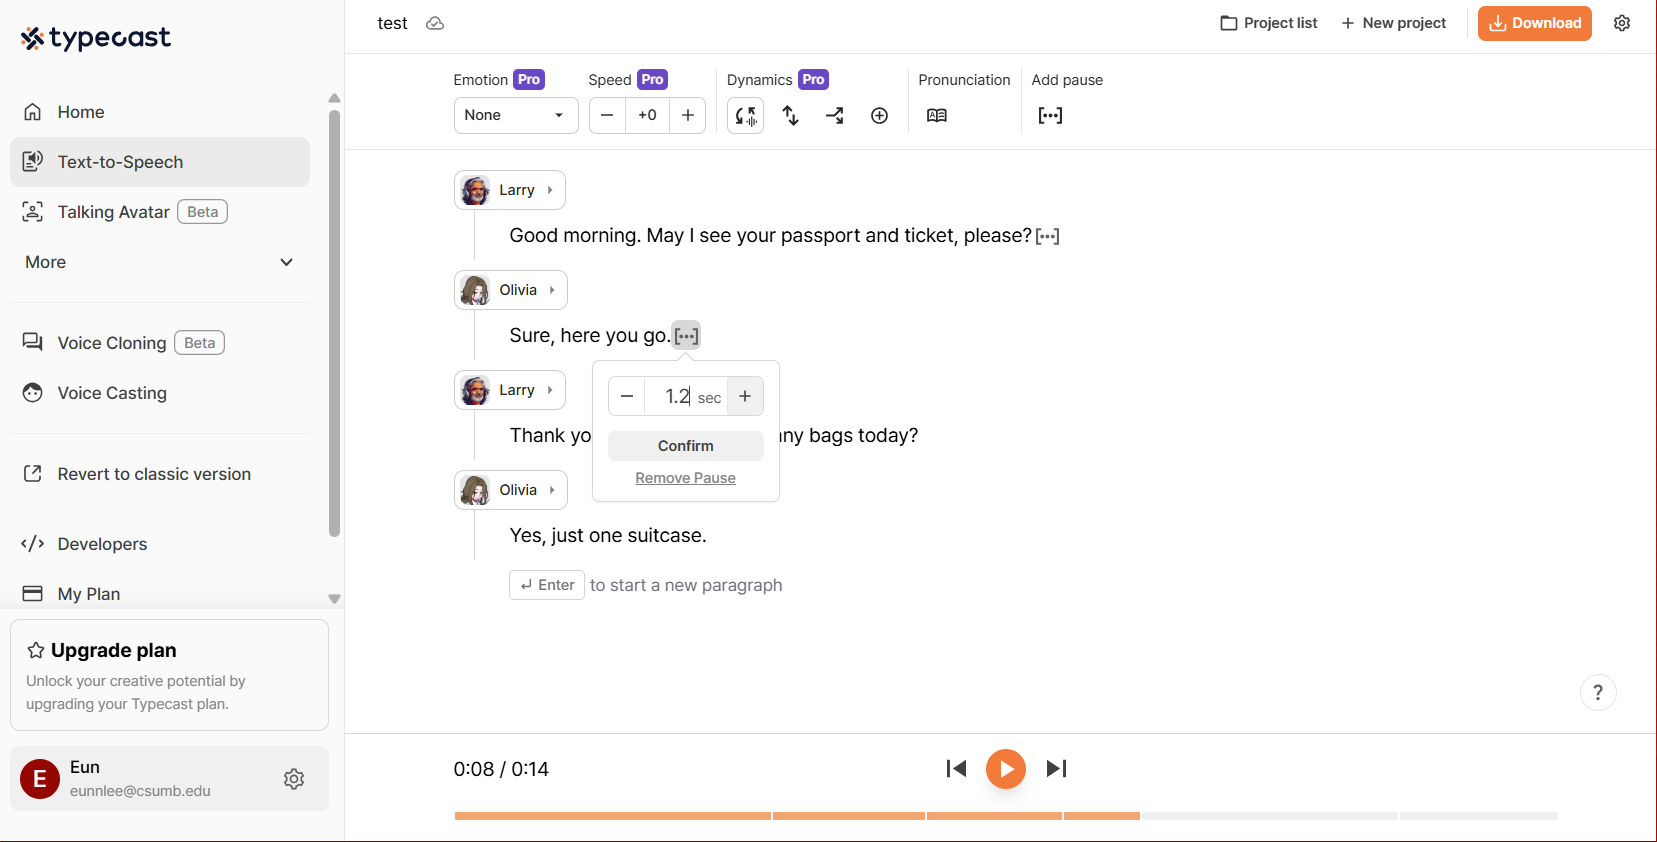 typecast
Home
Text-to-Speech
Talking Avatar Beta
More
Voice Cloning Beta
Voice Casting
Revert to classic version
Developers
My Plan
Upgrade plan
Unlock your creative potential by
upgrading your Typecast plan.
E
Eun
eunnlee@csumb.edu
test
Project list
New project
Download
Emotion Pro
Speed Pro
Dynamics Pro
Pronunciation
Add pause
None
+0
Larry
Good morning. May I see your passport and ticket, please?[...]
Olivia
Sure, here you go.[...]
1.2 sec
Confirm
Remove Pause
Larry
Thank yo any bags today?
Olivia
Yes, just one suitcase.
Enter to start a new paragraph
?
0:08 / 0:14